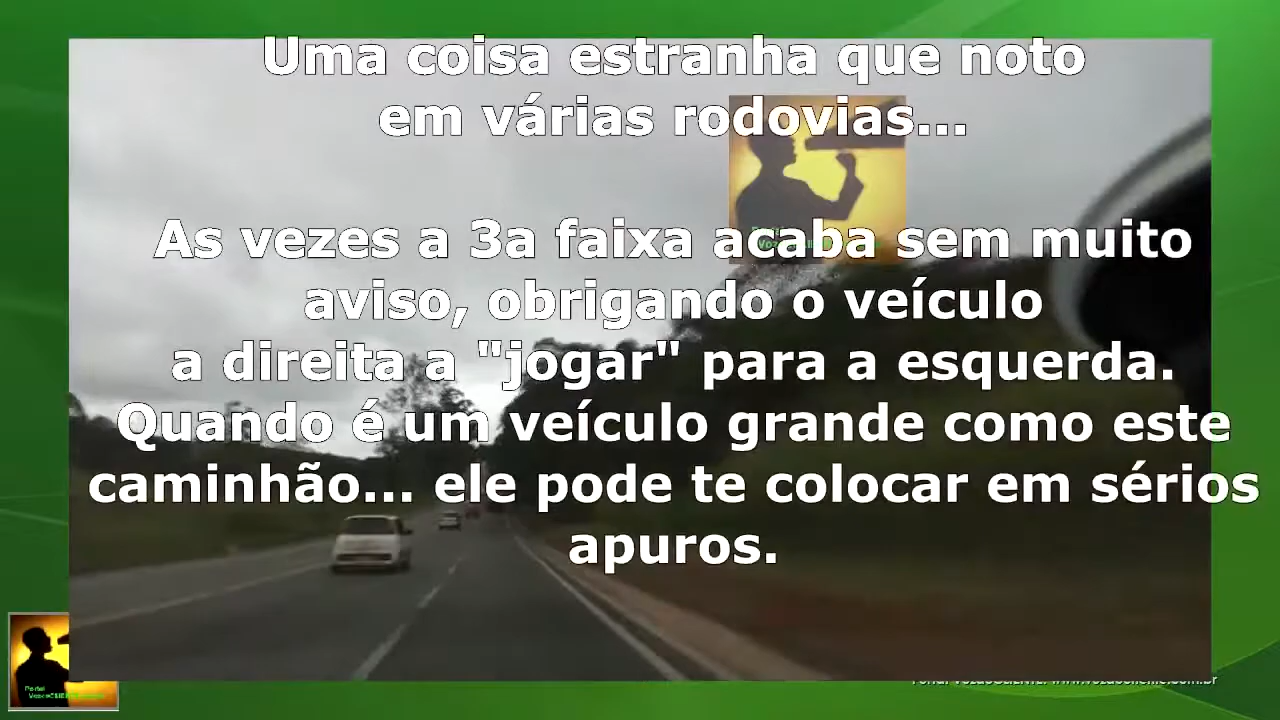 Uma coisa estranha que noto
em várias rodovias...
As vezes a 3a faixa acaba sem muito
aviso, obrigando o veículo
a direita a "jogar" para a esquerda.
Quando é um veículo grande como este
caminhão... ele pode te colocar em sérios
apuros.
Portal